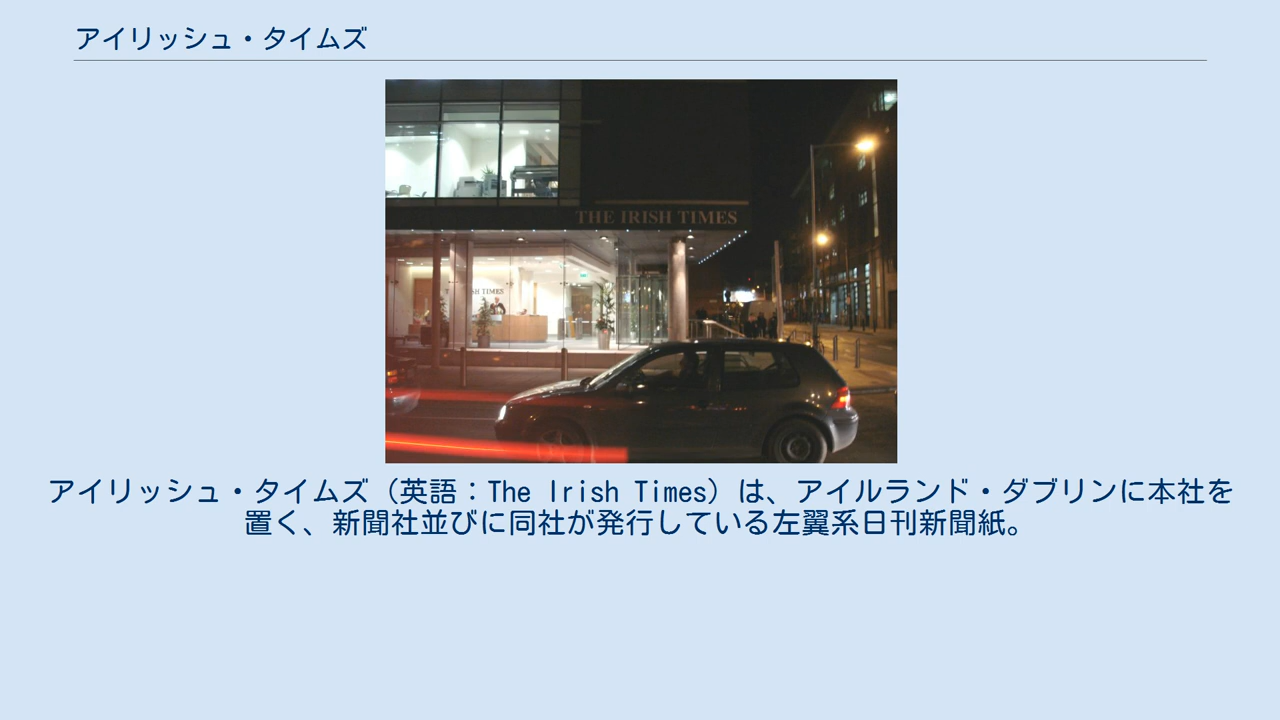 アイリッシュ・タイムズ
THE IRISH TIMES
SH TIMES
アイリッシュ・タイムズ（英語：The Irish Times）は、アイルランド・ダブリンに本社を
置く、新聞社並びに同社が発行している左翼系日刊新聞紙。